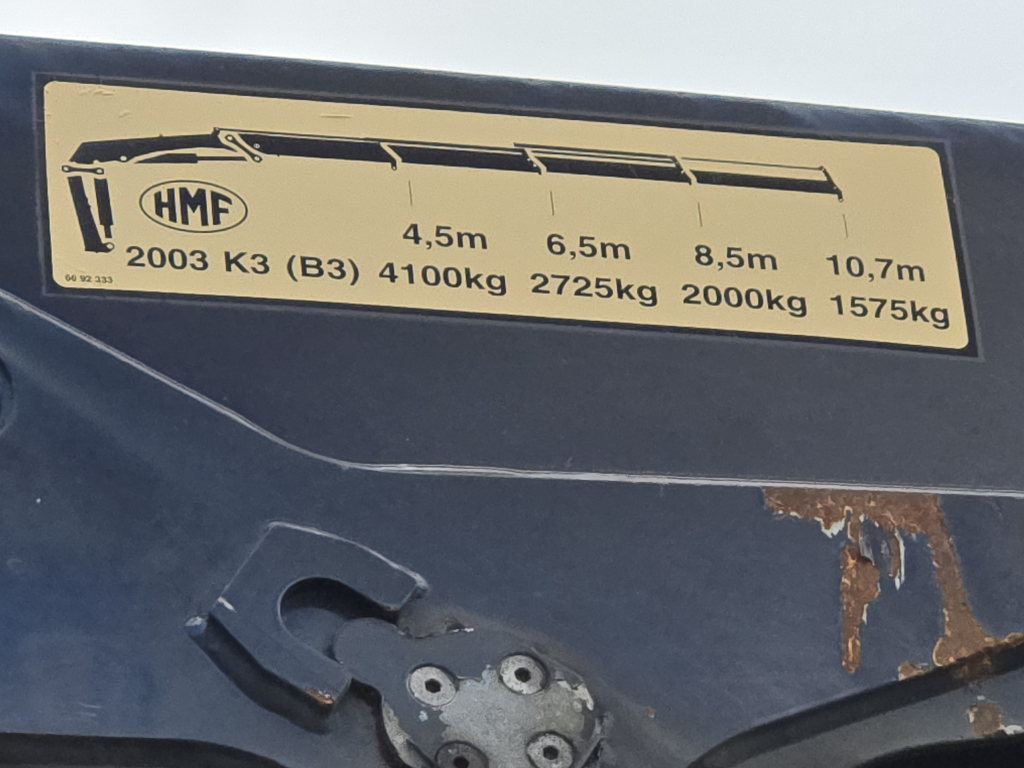 HMF
4,5m 6,5m 8,5m 10,7m
2003 K3 (B3) 4100kg 2725kg 2000kg 1575kg
66 92 333